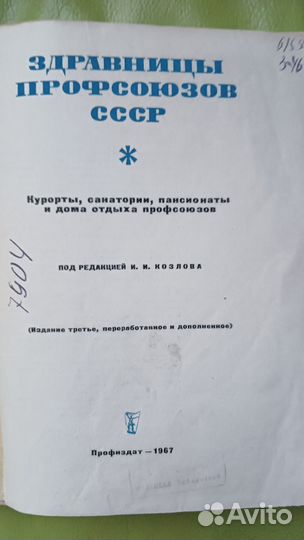 ЗДРАВНИЦЫ
ПРОФСОЮЗОВ
СССР
*
Курорты, санатории, пансионаты
и дома отдыха профсоюзов
ПОД РЕДАКЦИЕЙ И. И. КОЗЛОВА
7904
(Издание третье, переработанное и дополненное)
Профиздат — 1967
Avito